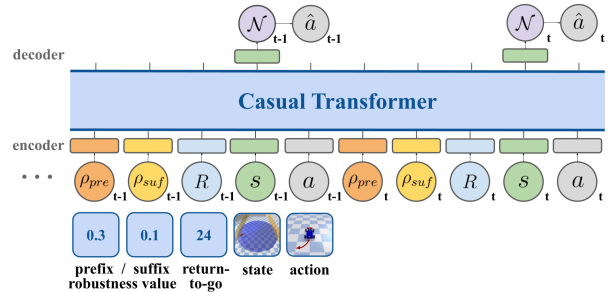 N t-1 â t-1 N t â t
decoder
Casual Transformer
encoder
... ρpre t-1 ρsuf t-1 R t-1 s t-1 a t-1 ρpre t ρsuf t R t s t a t
0.3 0.1 24
prefix / suffix return- state action
robustness value to-go